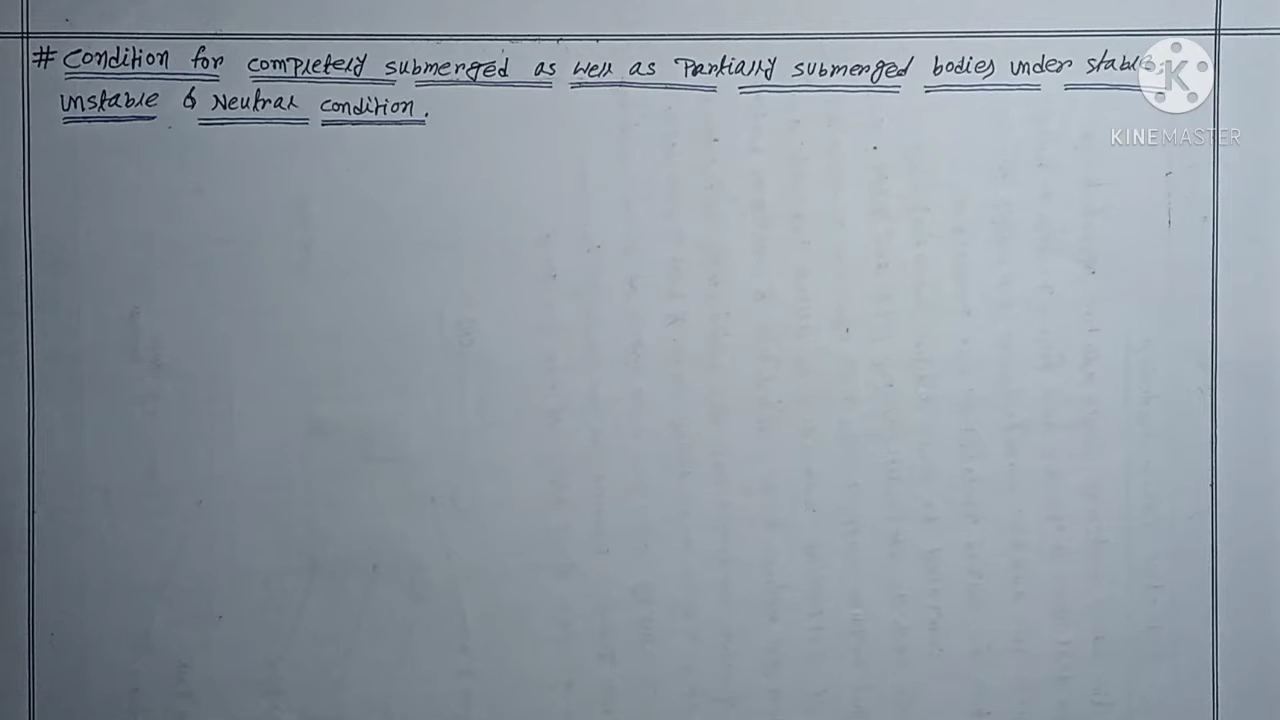 # Condition for completely submerged as well as Partially submerged bodies under stable,
unstable & Neutral condition.
K
KINEMASTER